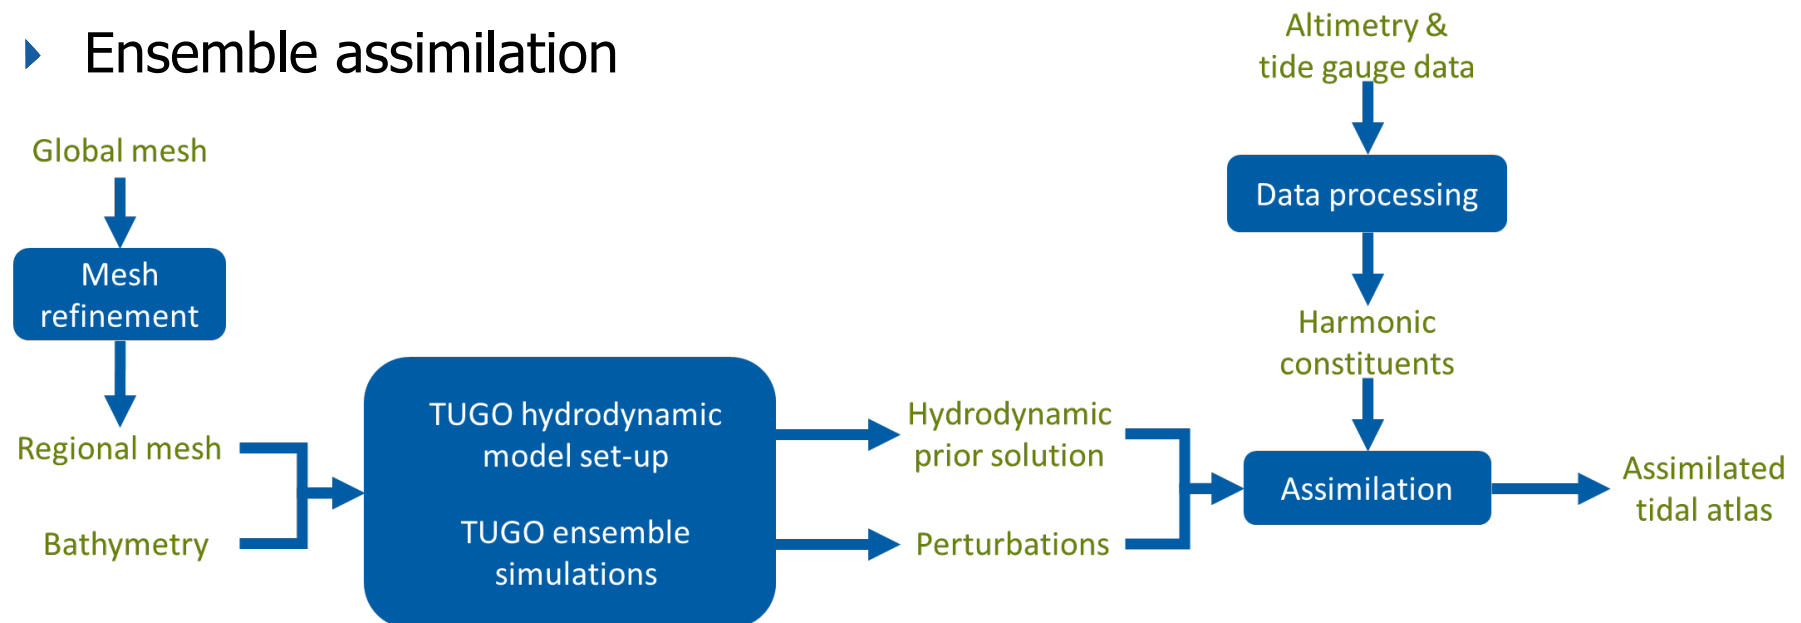 Ensemble assimilation
Altimetry &
tide gauge data
Global mesh
Data processing
Mesh
refinement
Harmonic
constituents
TUGO hydrodynamic
model set-up
Hydrodynamic
prior solution
Regional mesh
Assimilation
Assimilated
tidal atlas
Bathymetry
TUGO ensemble
simulations
Perturbations